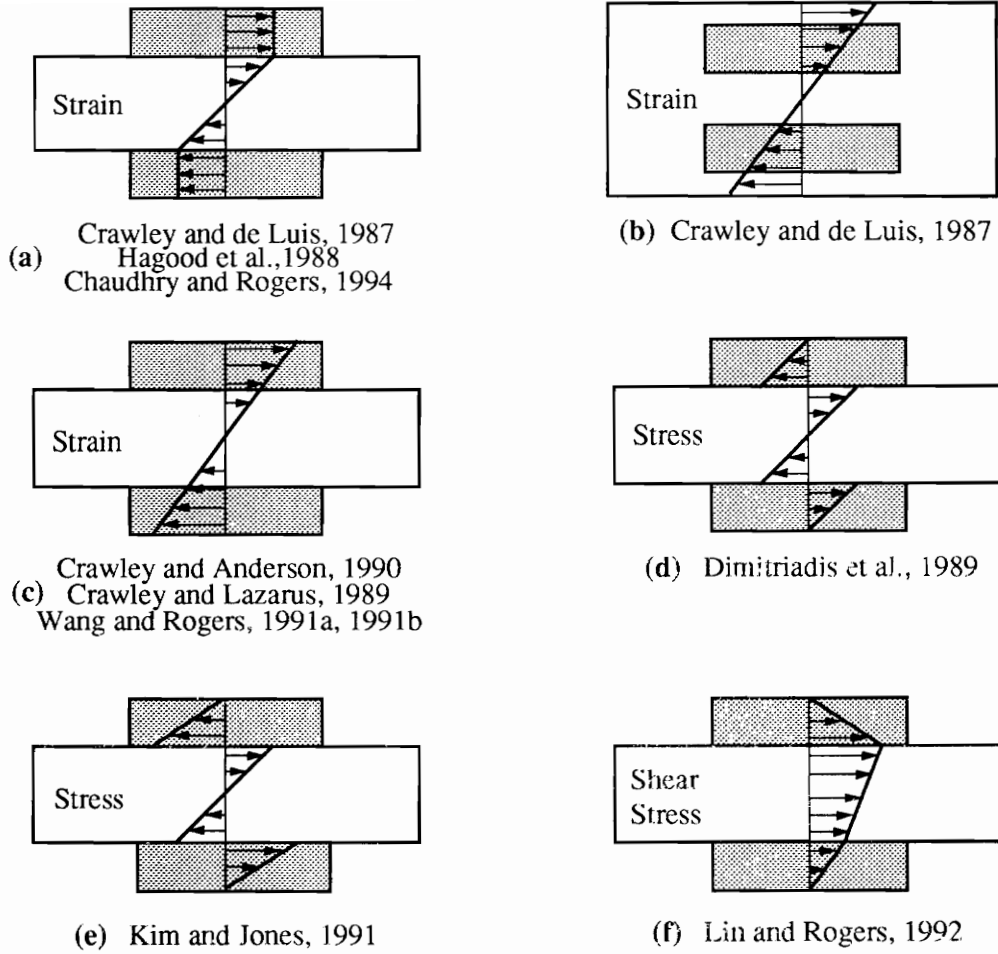 Strain
Strain
Crawley and de Luis, 1987
(a) Hagood et al.,1988
Chaudhry and Rogers, 1994
(b) Crawley and de Luis, 1987
Strain
Stress
Crawley and Anderson, 1990
(c) Crawley and Lazarus, 1989
Wang and Rogers, 1991a, 1991b
(d) Dimitriadis et al., 1989
Stress
Shear
Stress
(e) Kim and Jones, 1991
(f) Lin and Rogers, 1992